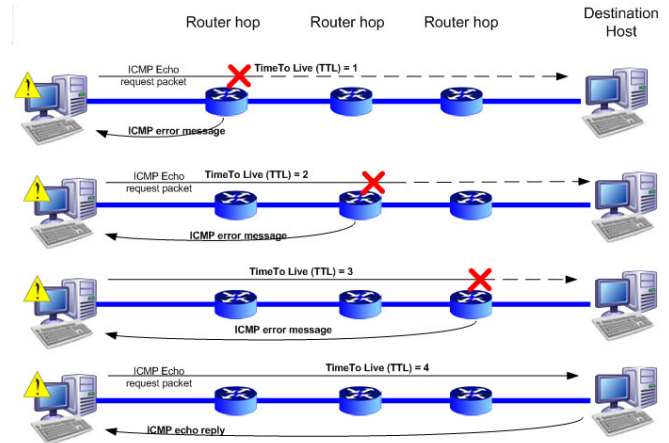 Router hop Router hop Router hop Destination
Host
ICMP Echo
request packet
TimeTo Live (TTL) = 1
ICMP error message
ICMP Echo
request packet
TimeTo Live (TTL) = 2
ICMP error message
TimeTo Live (TTL) = 3
ICMP error message
ICMP Echo
request packet
TimeTo Live (TTL) = 4
ICMP echo reply